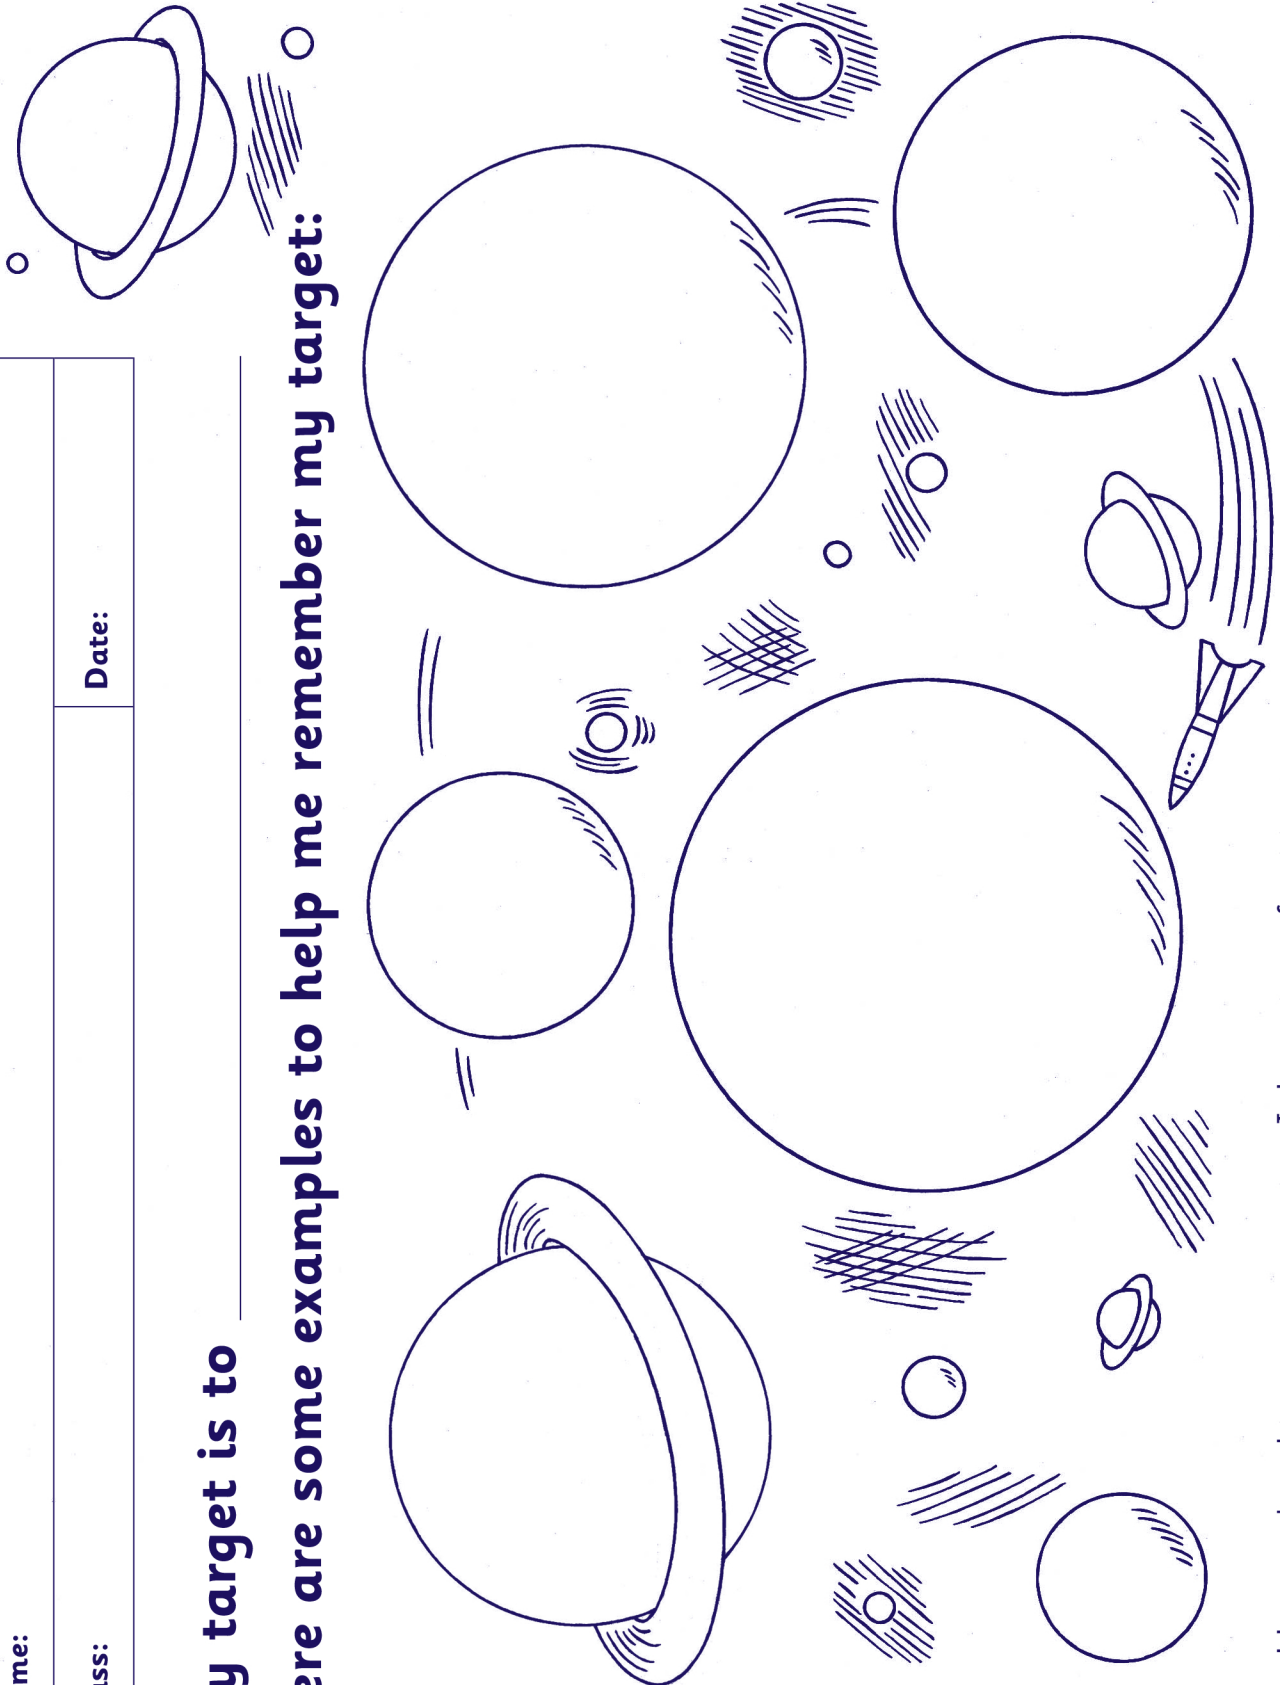 me:
ss: Date:
y target is to
ere are some examples to help me remember my target: